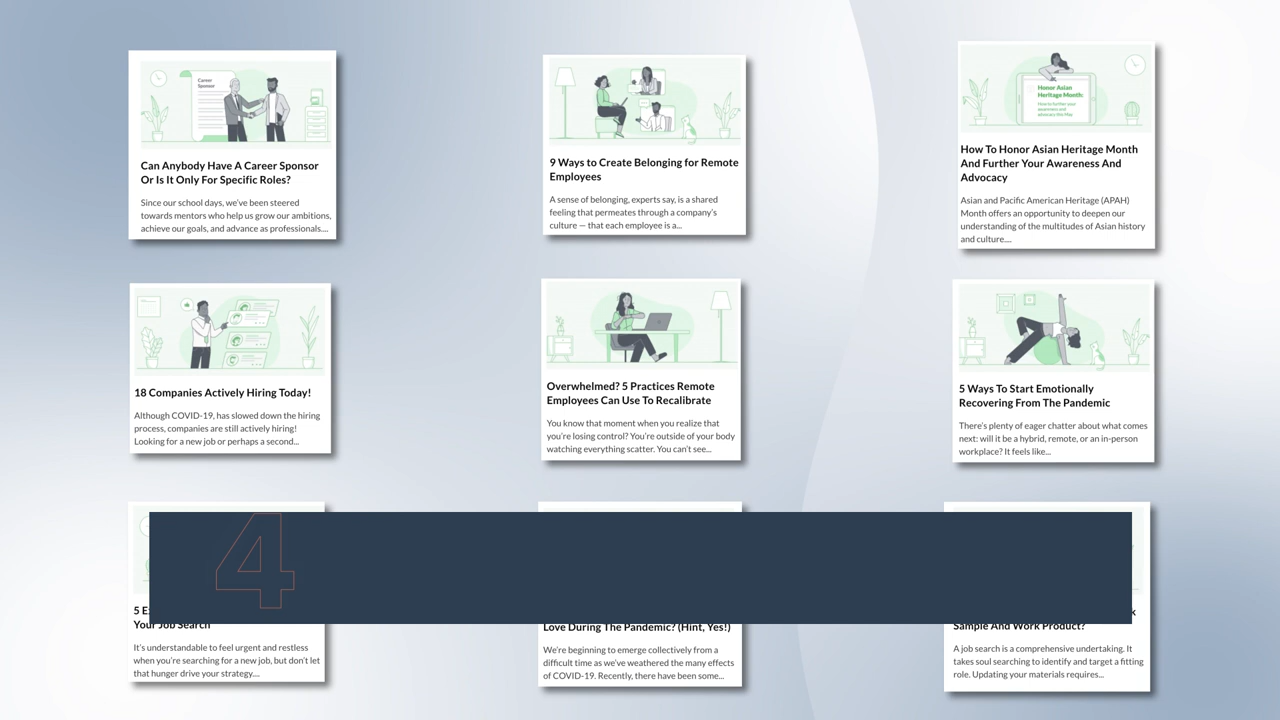 Career
Sponsor
Can Anybody Have A Career Sponsor
Or Is It Only For Specific Roles?
Since our school days, we've been steered
towards mentors who help us grow our ambitions,
achieve our goals, and advance as professionals....
9 Ways to Create Belonging for Remote
Employees
A sense of belonging, experts say, is a shared
feeling that permeates through a company's
culture — that each employee is a...
Honor Asian
Heritage Month:
How to further your
awareness and
advocacy this May
How To Honor Asian Heritage Month
And Further Your Awareness And
Advocacy
Asian and Pacific American Heritage (APAH)
Month offers an opportunity to deepen our
understanding of the multitudes of Asian history
and culture....
18 Companies Actively Hiring Today!
Although COVID-19, has slowed down the hiring
process, companies are still actively hiring!
Looking for a new job or perhaps a second...
Overwhelmed? 5 Practices Remote
Employees Can Use To Recalibrate
You know that moment when you realize that
you're losing control? You're outside of your body
watching everything scatter. You can't see...
5 Ways To Start Emotionally
Recovering From The Pandemic
There's plenty of eager chatter about what comes
next: will it be a hybrid, remote, or an in-person
workplace? It feels like...
4
5
Your Job Search
It's understandable to feel urgent and restless
when you're searching for a new job, but don't let
that hunger drive your strategy....
Love During The Pandemic? (Hint, Yes!)
We're beginning to emerge collectively from a
difficult time as we've weathered the many effects
of COVID-19. Recently, there have been some...
Sample And Work Product?
A job search is a comprehensive undertaking. It
takes soul searching to identify and target a fitting
role. Updating your materials requires...